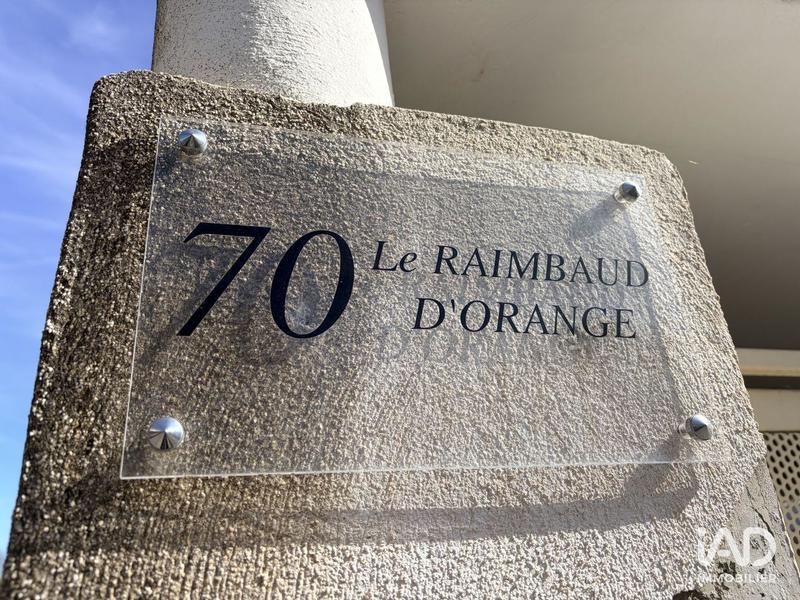 70 Le RAIMBAUD
D'ORANGE
iAD
IMMOBILIER